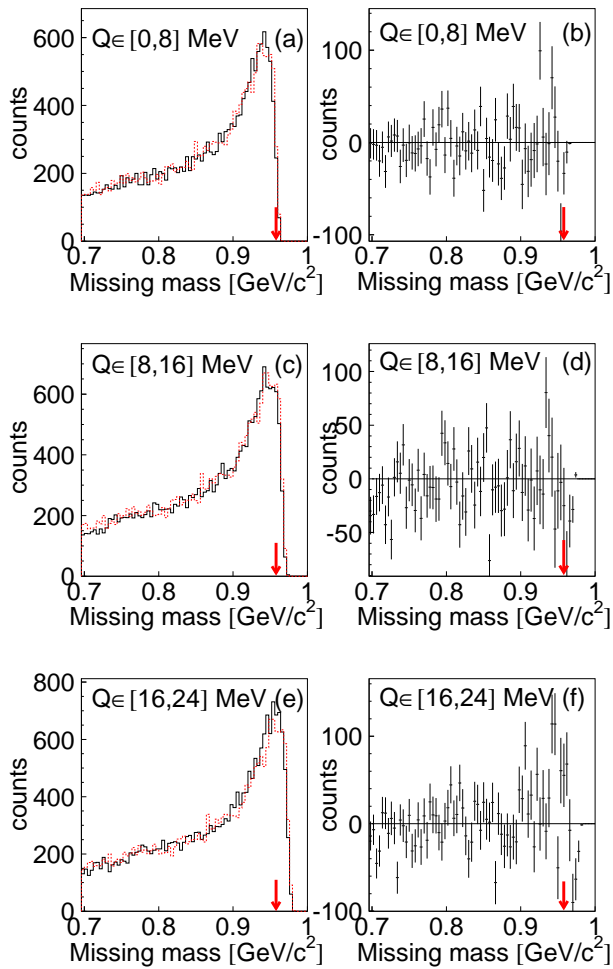 Q∈ [0,8] MeV (a)
counts
600
400
200
0
0.7 0.8 0.9 1
Missing mass [GeV/c²]
Q∈ [0,8] MeV (b)
counts
100
0
-100
0.7 0.8 0.9 1
Missing mass [GeV/c²]
Q∈ [8,16] MeV (c)
counts
600
400
200
0
0.7 0.8 0.9 1
Missing mass [GeV/c²]
Q∈ [8,16] MeV (d)
counts
100
50
0
-50
0.7 0.8 0.9 1
Missing mass [GeV/c²]
Q∈ [16,24] MeV (e)
counts
800
600
400
200
0
0.7 0.8 0.9 1
Missing mass [GeV/c²]
Q∈ [16,24] MeV (f)
counts
100
0
-100
0.7 0.8 0.9 1
Missing mass [GeV/c²]